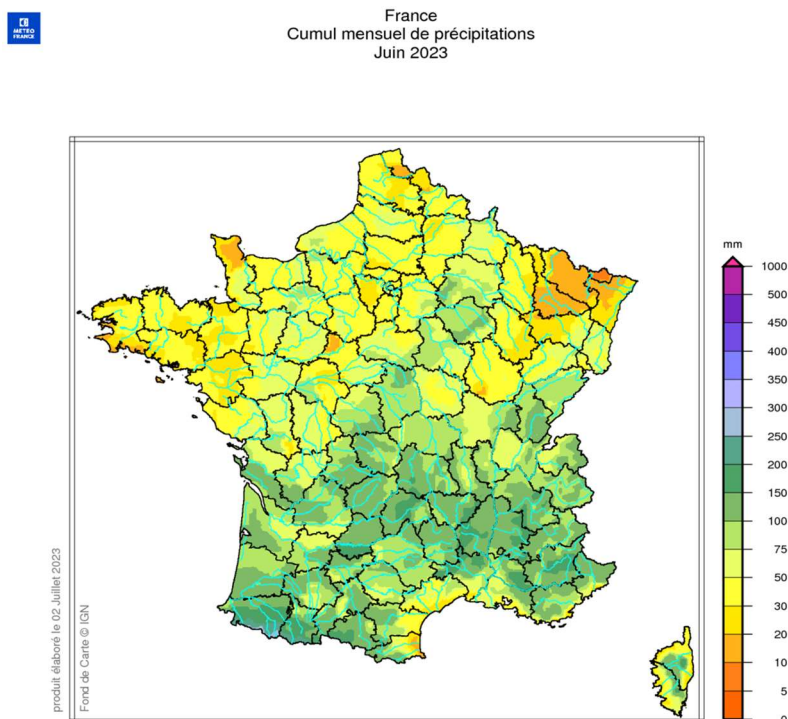 METEO
FRANCE
France
Cumul mensuel de précipitations
Juin 2023
mm
1000
500
450
400
350
300
250
200
150
100
75
50
30
20
10
5
0
produit élaboré le 02 Juillet 2023
Fond de Carte © IGN